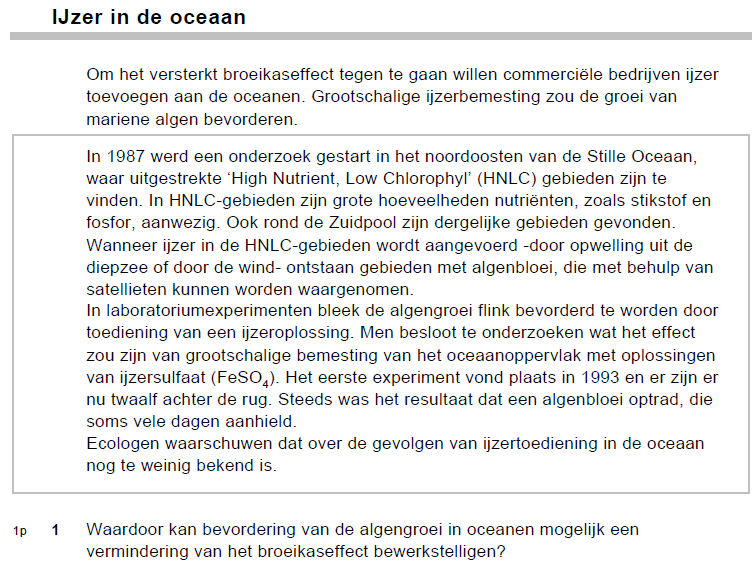 IJzer in de oceaan
Om het versterkt broeikaseffect tegen te gaan willen commerciële bedrijven ijzer
toevoegen aan de oceanen. Grootschalige ijzerbemesting zou de groei van
mariene algen bevorderen.
In 1987 werd een onderzoek gestart in het noordoosten van de Stille Oceaan,
waar uitgestrekte ‘High Nutrient, Low Chlorophyl’ (HNLC) gebieden zijn te
vinden. In HNLC-gebieden zijn grote hoeveelheden nutriënten, zoals stikstof en
fosfor, aanwezig. Ook rond de Zuidpool zijn dergelijke gebieden gevonden.
Wanneer ijzer in de HNLC-gebieden wordt aangevoerd -door opwelling uit de
diepzee of door de wind- ontstaan gebieden met algenbloei, die met behulp van
satellieten kunnen worden waargenomen.
In laboratoriumexperimenten bleek de algengroei flink bevorderd te worden door
toediening van een ijzeroplossing. Men besloot te onderzoeken wat het effect
zou zijn van grootschalige bemesting van het oceaanoppervlak met oplossingen
van ijzersulfaat (FeSO₄). Het eerste experiment vond plaats in 1993 en er zijn er
nu twaalf achter de rug. Steeds was het resultaat dat een algenbloei optrad, die
soms vele dagen aanhield.
Ecologen waarschuwen dat over de gevolgen van ijzertoediening in de oceaan
nog te weinig bekend is.
1p 1 Waardoor kan bevordering van de algengroei in oceanen mogelijk een
vermindering van het broeikaseffect bewerkstelligen?